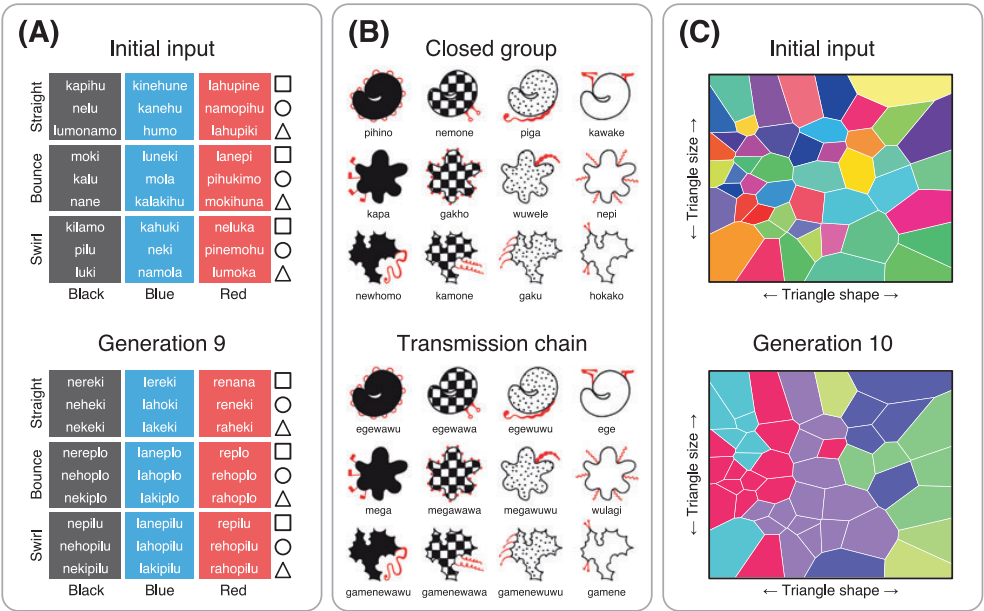 (A)
Initial input
Straight
kapihu kinehune lahupine
nelu kanehu namopihu
lumonamo humo lahupiki
Bounce
moki luneki lanepi
kalu mola pihukimo
nane kalakihu mokihuna
Swirl
kilamo kahuki neluka
pilu neki pinemohu
luki namola lumoka
Black Blue Red
Generation 9
Straight
nereki lereki renana
neheki lahoki reneki
nekeki lakeki raheki
Bounce
nereplo laneplo replo
nehoplo lahoplo rehoplo
nekiplo lakiplo rahoplo
Swirl
nepilu lanepilu repilu
nehopilu lahopilu rehopilu
nekipilu lakipilu rahopilu
Black Blue Red
(B)
Closed group
pihino nemone piga kawake
kapa gakho wuwele nepi
newhomo kamone gaku hokako
Transmission chain
egewawu egewawa egewuwu ege
mega megawawa megawuwu wulagi
gamenewawu gamenewawa gamenewuwu gamene
(C)
Initial input
← Triangle size →
← Triangle shape →
Generation 10
← Triangle size →
← Triangle shape →